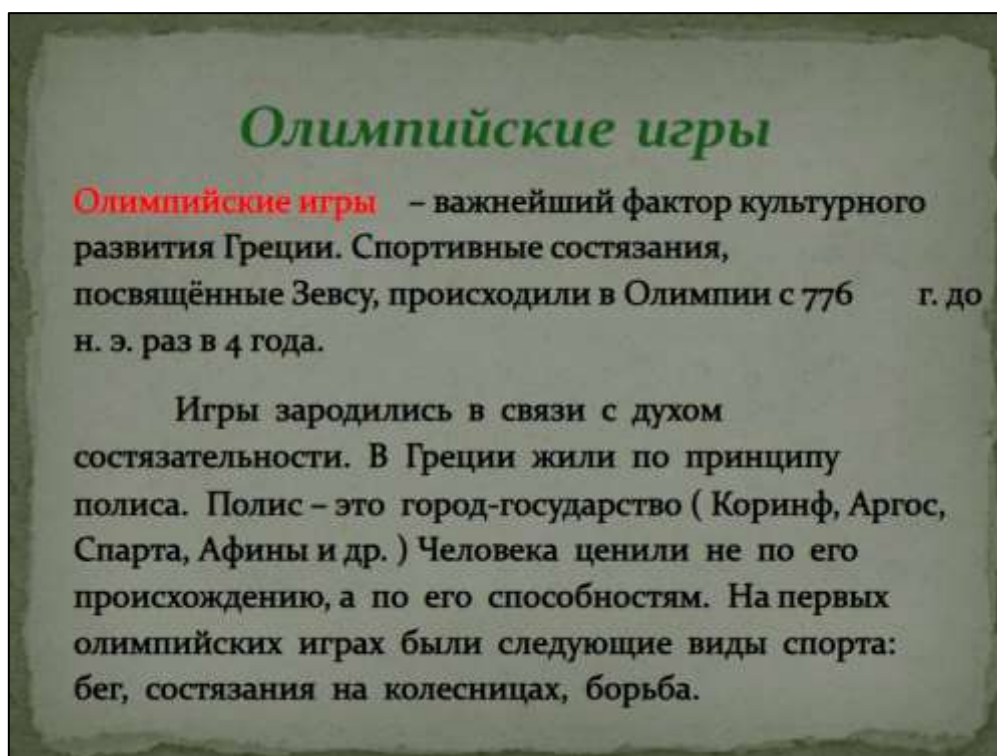 Олимпийские игры
Олимпийские игры – важнейший фактор культурного
развития Греции. Спортивные состязания,
посвящённые Зевсу, происходили в Олимпии с 776 г. до
н. э. раз в 4 года.
Игры зародились в связи с духом
состязательности. В Греции жили по принципу
полиса. Полис – это город-государство ( Коринф, Аргос,
Спарта, Афины и др. ) Человека ценили не по его
происхождению, а по его способностям. На первых
олимпийских играх были следующие виды спорта:
бег, состязания на колесницах, борьба.